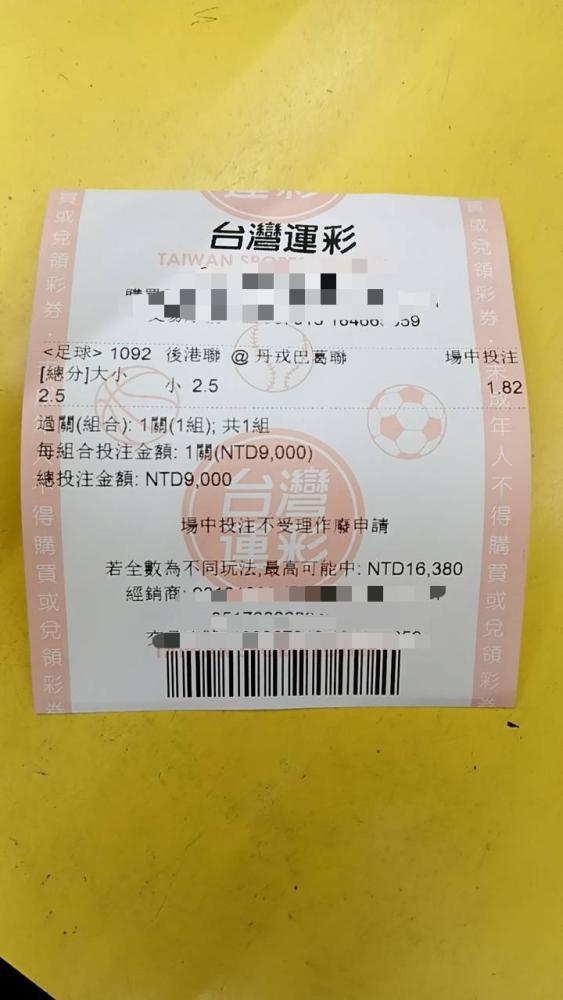 台灣運彩
TAIWAN SPO
購買
<足球> 1092 後港聯 @ 丹戎巴葛聯 場中投注
[總分]大小 小 2.5 1.82
2.5
過關(組合): 1關(1組); 共1組
每組合投注金額: 1關(NTD9,000)
總投注金額: NTD9,000
台灣運彩
場中投注不受理作廢申請
若全數為不同玩法,最高可能中: NTD16,380
經銷商:
買或兌領彩券
人不得購買或兌領彩券
未成年人不得購買或兌領彩券